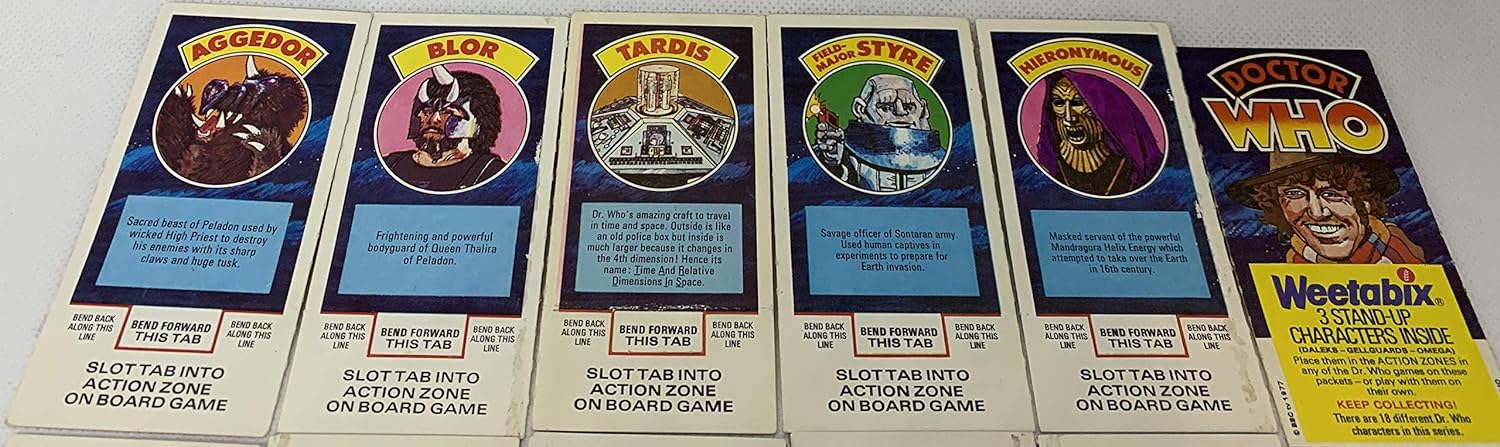 AGGEDOR
Sacred beast of Peladon used by
wicked High Priest to destroy
his enemies with its sharp
claws and huge tusk.
BEND BACK
ALONG THIS
LINE
BEND FORWARD
THIS TAB
BEND BACK
ALONG THIS
LINE
SLOT TAB INTO
ACTION ZONE
ON BOARD GAME
BLOR
Frightening and powerful
bodyguard of Queen Thalira
of Peladon.
BEND BACK
ALONG THIS
LINE
BEND FORWARD
THIS TAB
BEND BACK
ALONG THIS
LINE
SLOT TAB INTO
ACTION ZONE
ON BOARD GAME
TARDIS
Dr. Who's amazing craft to travel
in time and space. Outside is like
an old police box but inside is
much larger because it changes in
the 4th dimension! Hence its
name: Time And Relative
Dimensions In Space.
BEND BACK
ALONG THIS
LINE
BEND FORWARD
THIS TAB
BEND BACK
ALONG THIS
LINE
SLOT TAB INTO
ACTION ZONE
ON BOARD GAME
FIELD-
MAJOR STYRE
Savage officer of Sontaran army.
Used human captives in
experiments to prepare for
Earth invasion.
BEND BACK
ALONG THIS
LINE
BEND FORWARD
THIS TAB
BEND BACK
ALONG THIS
LINE
SLOT TAB INTO
ACTION ZONE
ON BOARD GAME
HIERONYMOUS
Masked servant of the powerful
Mandragora Helix Energy which
attempted to take over the Earth
in 16th century.
BEND BACK
ALONG THIS
LINE
BEND FORWARD
THIS TAB
BEND BACK
ALONG THIS
LINE
SLOT TAB INTO
ACTION ZONE
ON BOARD GAME
DOCTOR
WHO
Weetabix®
3 STAND-UP
CHARACTERS INSIDE
(DALEKS - GELLGUARDS - OMEGA)
Place them in the ACTION ZONES in
any of the Dr. Who games on these
packets – or play with them on
their own.
KEEP COLLECTING!
There are 18 different Dr. Who
characters in this series.
© BBC tv 1977